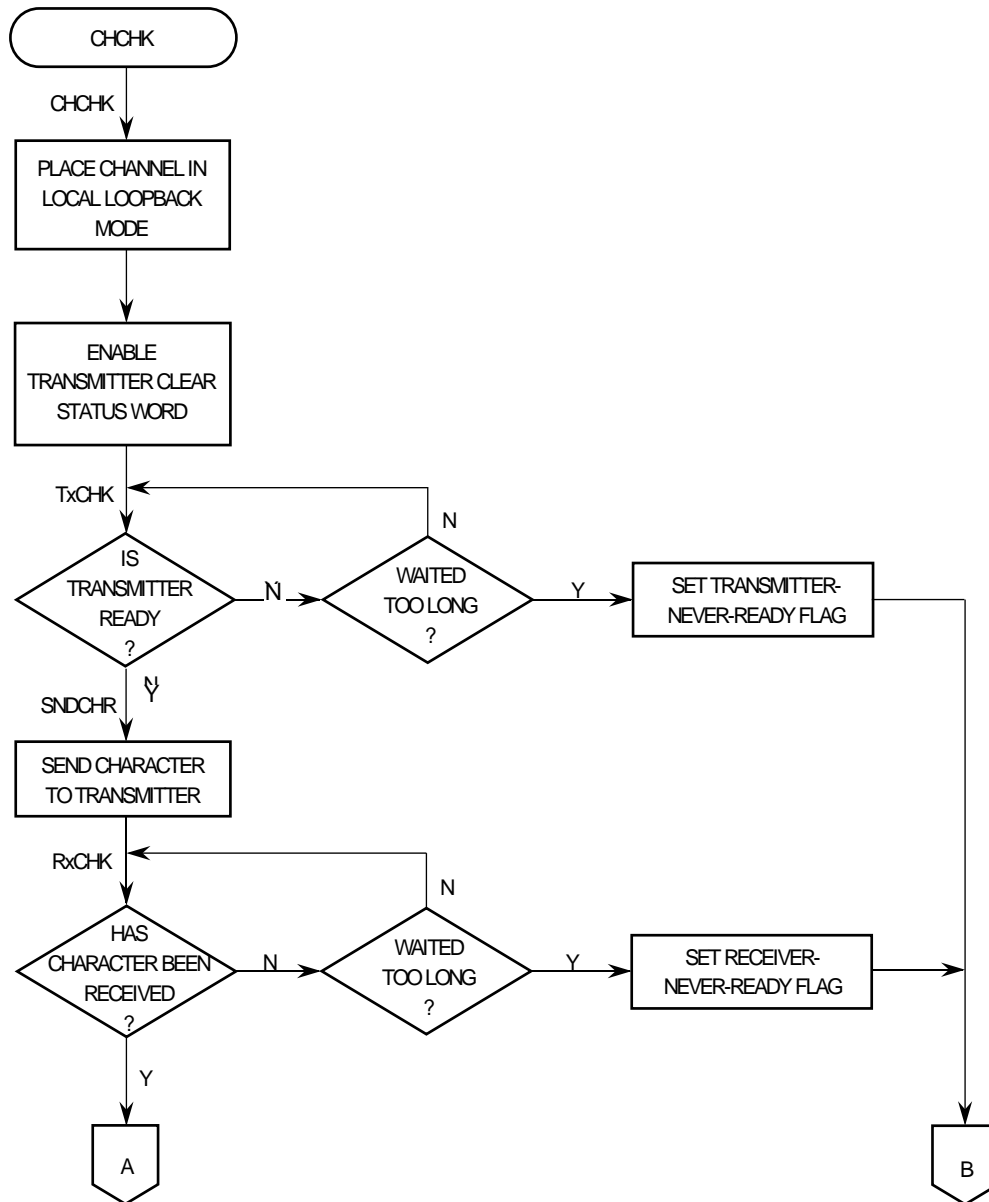 CHCHK
CHCHK
PLACE CHANNEL IN
LOCAL LOOPBACK
MODE
ENABLE
TRANSMITTER CLEAR
STATUS WORD
TxCHK
N
IS
TRANSMITTER
READY
?
N
WAITED
TOO LONG
?
Y
SET TRANSMITTER-
NEVER-READY FLAG
Y
SNDCHR
SEND CHARACTER
TO TRANSMITTER
RxCHK
N
HAS
CHARACTER BEEN
RECEIVED
?
N
WAITED
TOO LONG
?
Y
SET RECEIVER-
NEVER-READY FLAG
Y
A
B